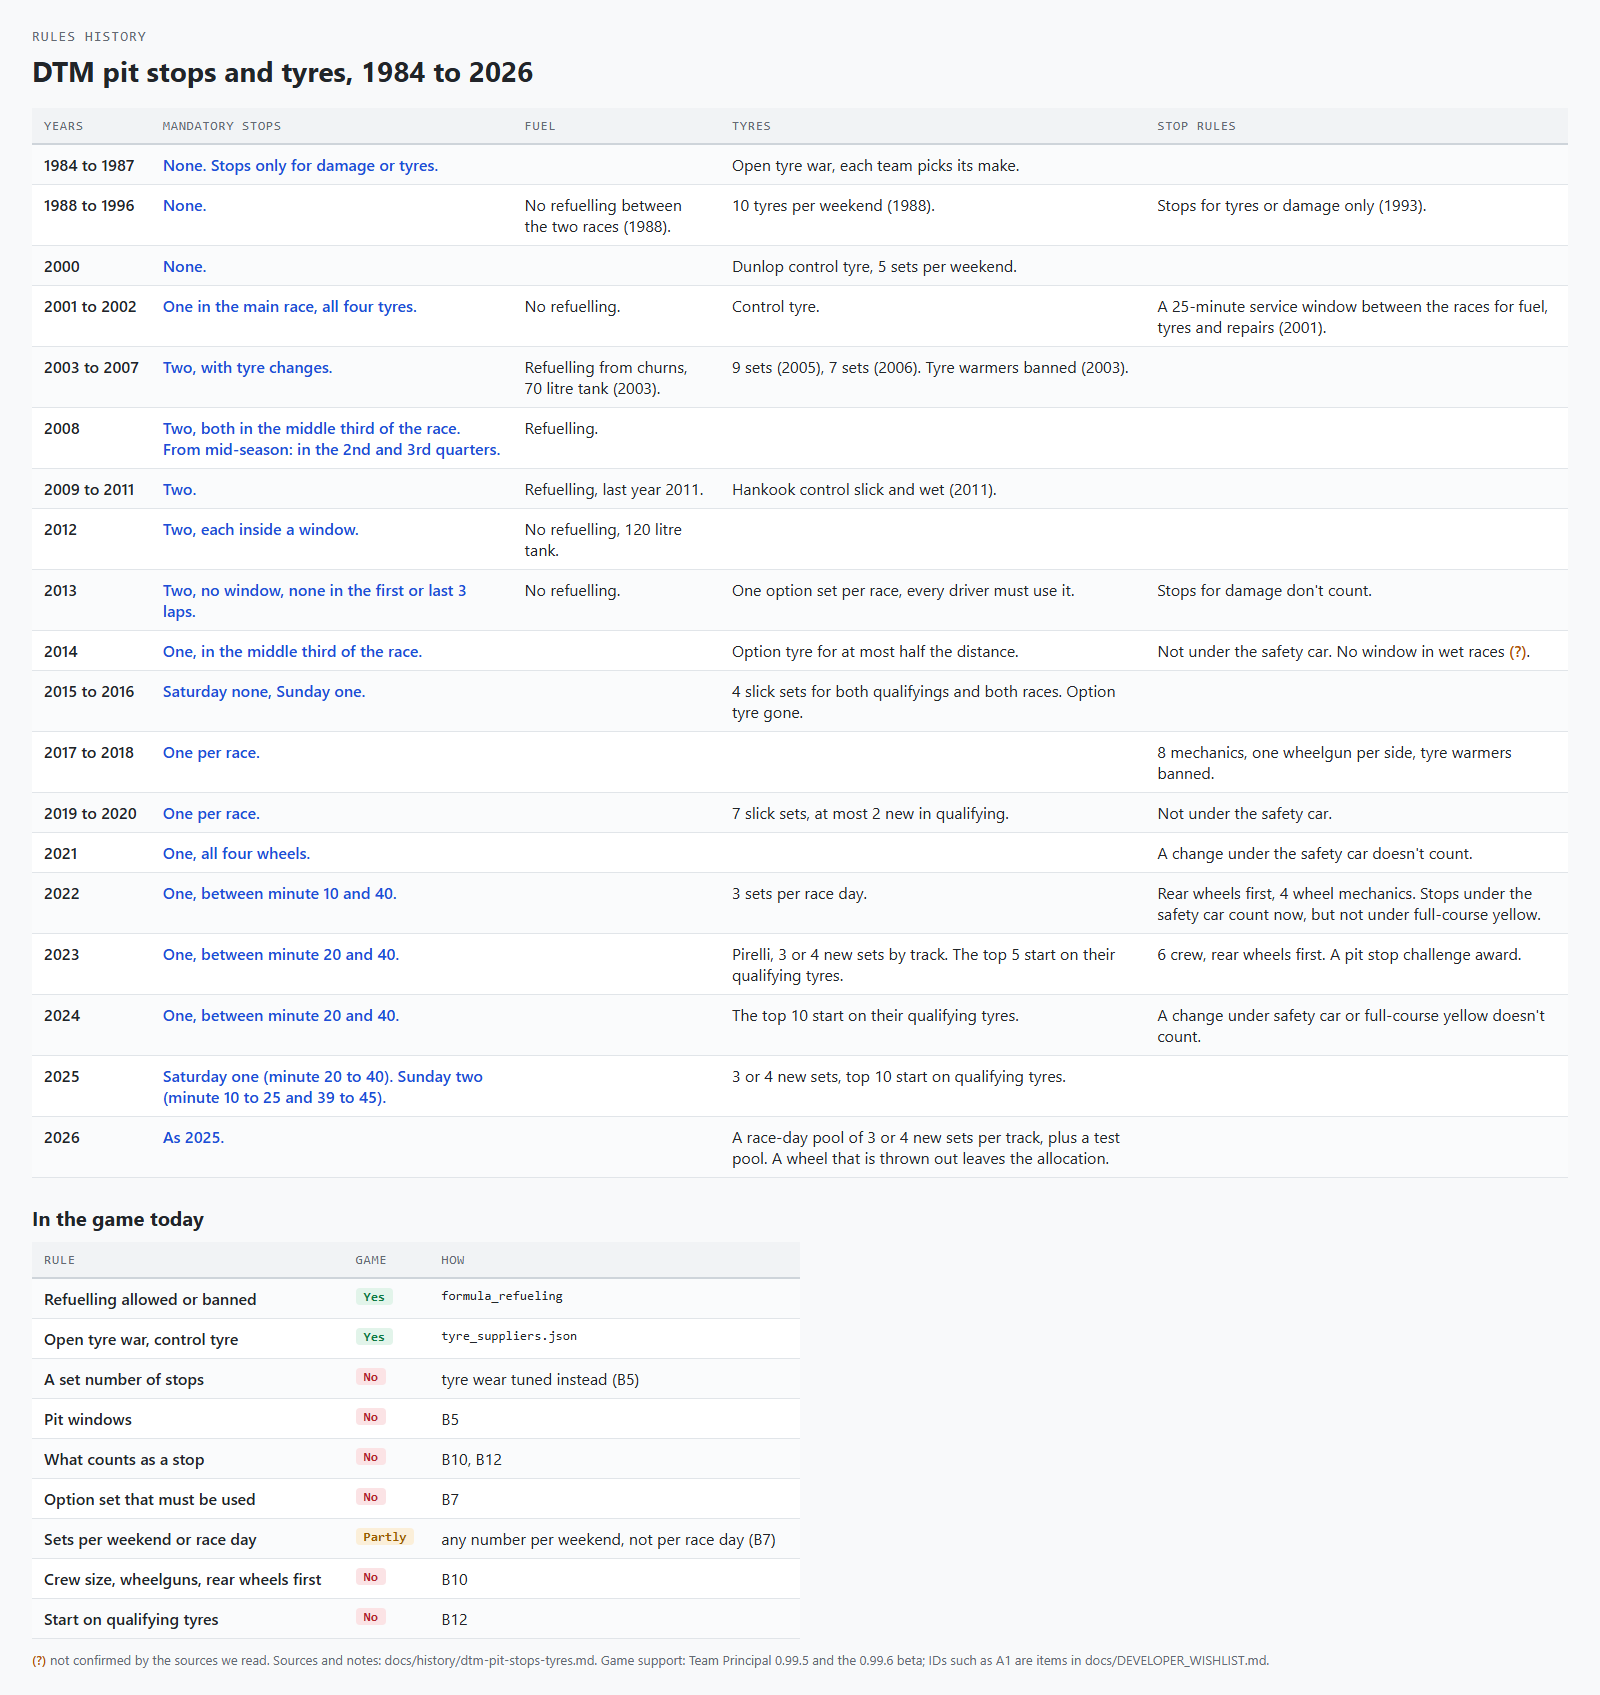 RULES HISTORY
DTM pit stops and tyres, 1984 to 2026
YEARS MANDATORY STOPS FUEL TYRES STOP RULES
1984 to 1987 None. Stops only for damage or tyres. Open tyre war, each team picks its make.
1988 to 1996 None. No refuelling between 10 tyres per weekend (1988). Stops for tyres or damage only (1993).
the two races (1988).
2000 None. Dunlop control tyre, 5 sets per weekend.
2001 to 2002 One in the main race, all four tyres. No refuelling. Control tyre. A 25-minute service window between the races for fuel,
tyres and repairs (2001).
2003 to 2007 Two, with tyre changes. Refuelling from churns, 9 sets (2005), 7 sets (2006). Tyre warmers banned (2003).
70 litre tank (2003).
2008 Two, both in the middle third of the race. Refuelling.
From mid-season: in the 2nd and 3rd quarters.
2009 to 2011 Two. Refuelling, last year 2011. Hankook control slick and wet (2011).
2012 Two, each inside a window. No refuelling, 120 litre
tank.
2013 Two, no window, none in the first or last 3 No refuelling. One option set per race, every driver must use it. Stops for damage don't count.
laps.
2014 One, in the middle third of the race. Option tyre for at most half the distance. Not under the safety car. No window in wet races (?).
2015 to 2016 Saturday none, Sunday one. 4 slick sets for both qualifyings and both races. Option
tyre gone.
2017 to 2018 One per race. 8 mechanics, one wheelgun per side, tyre warmers
banned.
2019 to 2020 One per race. 7 slick sets, at most 2 new in qualifying. Not under the safety car.
2021 One, all four wheels. A change under the safety car doesn't count.
2022 One, between minute 10 and 40. 3 sets per race day. Rear wheels first, 4 wheel mechanics. Stops under the
safety car count now, but not under full-course yellow.
2023 One, between minute 20 and 40. Pirelli, 3 or 4 new sets by track. The top 5 start on their 6 crew, rear wheels first. A pit stop challenge award.
qualifying tyres.
2024 One, between minute 20 and 40. The top 10 start on their qualifying tyres. A change under safety car or full-course yellow doesn't
count.
2025 Saturday one (minute 20 to 40). Sunday two 3 or 4 new sets, top 10 start on qualifying tyres.
(minute 10 to 25 and 39 to 45).
2026 As 2025. A race-day pool of 3 or 4 new sets per track, plus a test
pool. A wheel that is thrown out leaves the allocation.
In the game today
RULE GAME HOW
Refuelling allowed or banned Yes formula_refueling
Open tyre war, control tyre Yes tyre_suppliers.json
A set number of stops No tyre wear tuned instead (B5)
Pit windows No B5
What counts as a stop No B10, B12
Option set that must be used No B7
Sets per weekend or race day Partly any number per weekend, not per race day (B7)
Crew size, wheelguns, rear wheels first No B10
Start on qualifying tyres No B12
(?) not confirmed by the sources we read. Sources and notes: docs/history/dtm-pit-stops-tyres.md. Game support: Team Principal 0.99.5 and the 0.99.6 beta; IDs such as A1 are items in docs/DEVELOPER_WISHLIST.md.